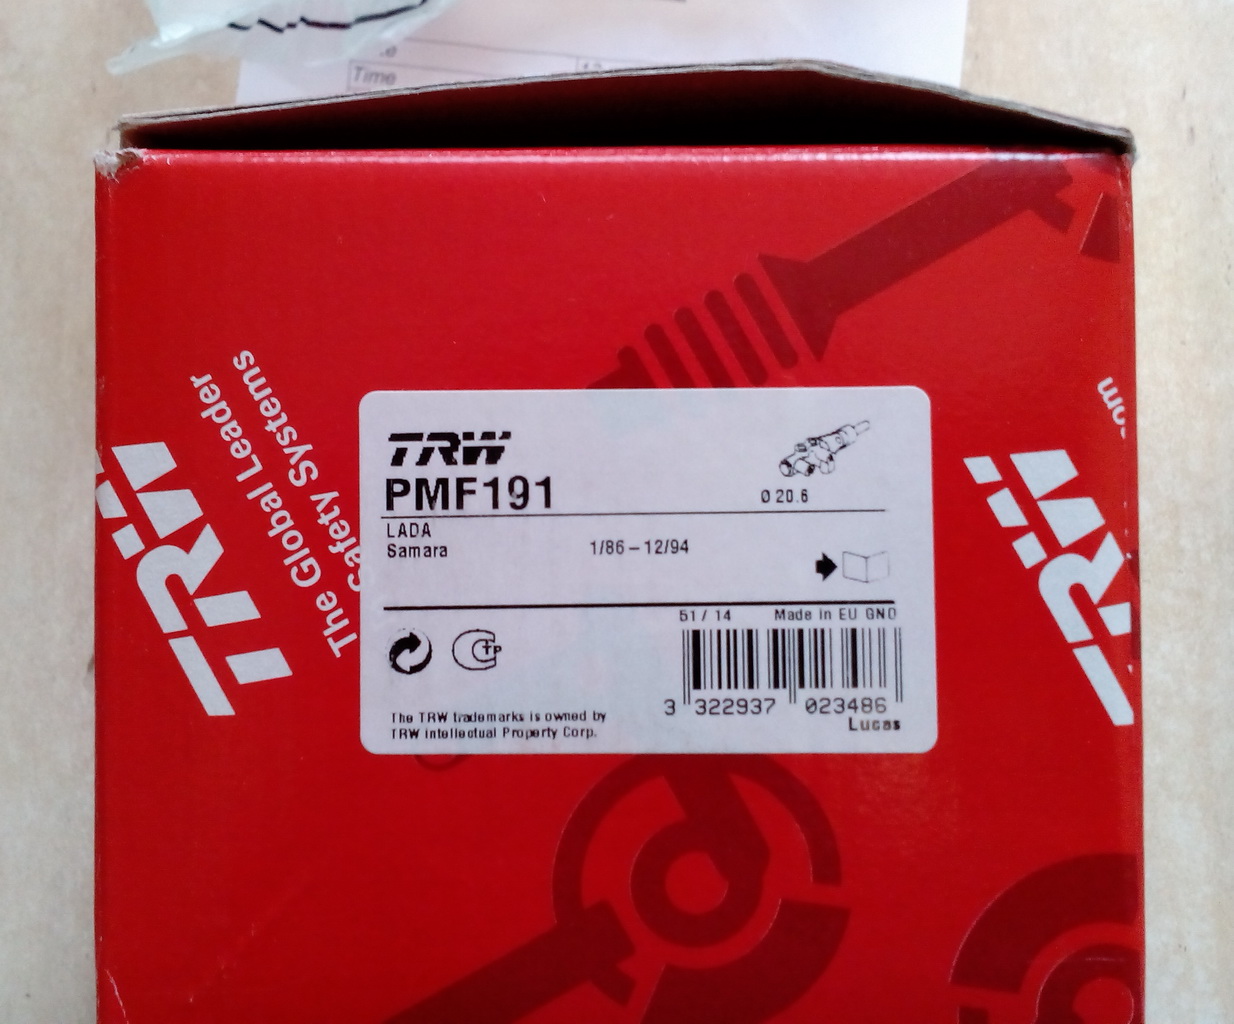 Time
TRW
The Global Leader
Safety Systems
TRW
PMF191
Ø 20.6
LADA
Samara 1/86 – 12/94
51 / 14 Made in EU GNO
TP
3 322937 023486
Lucas
The TRW trademarks is owned by
TRW intellectual Property Corp.
com
TRW